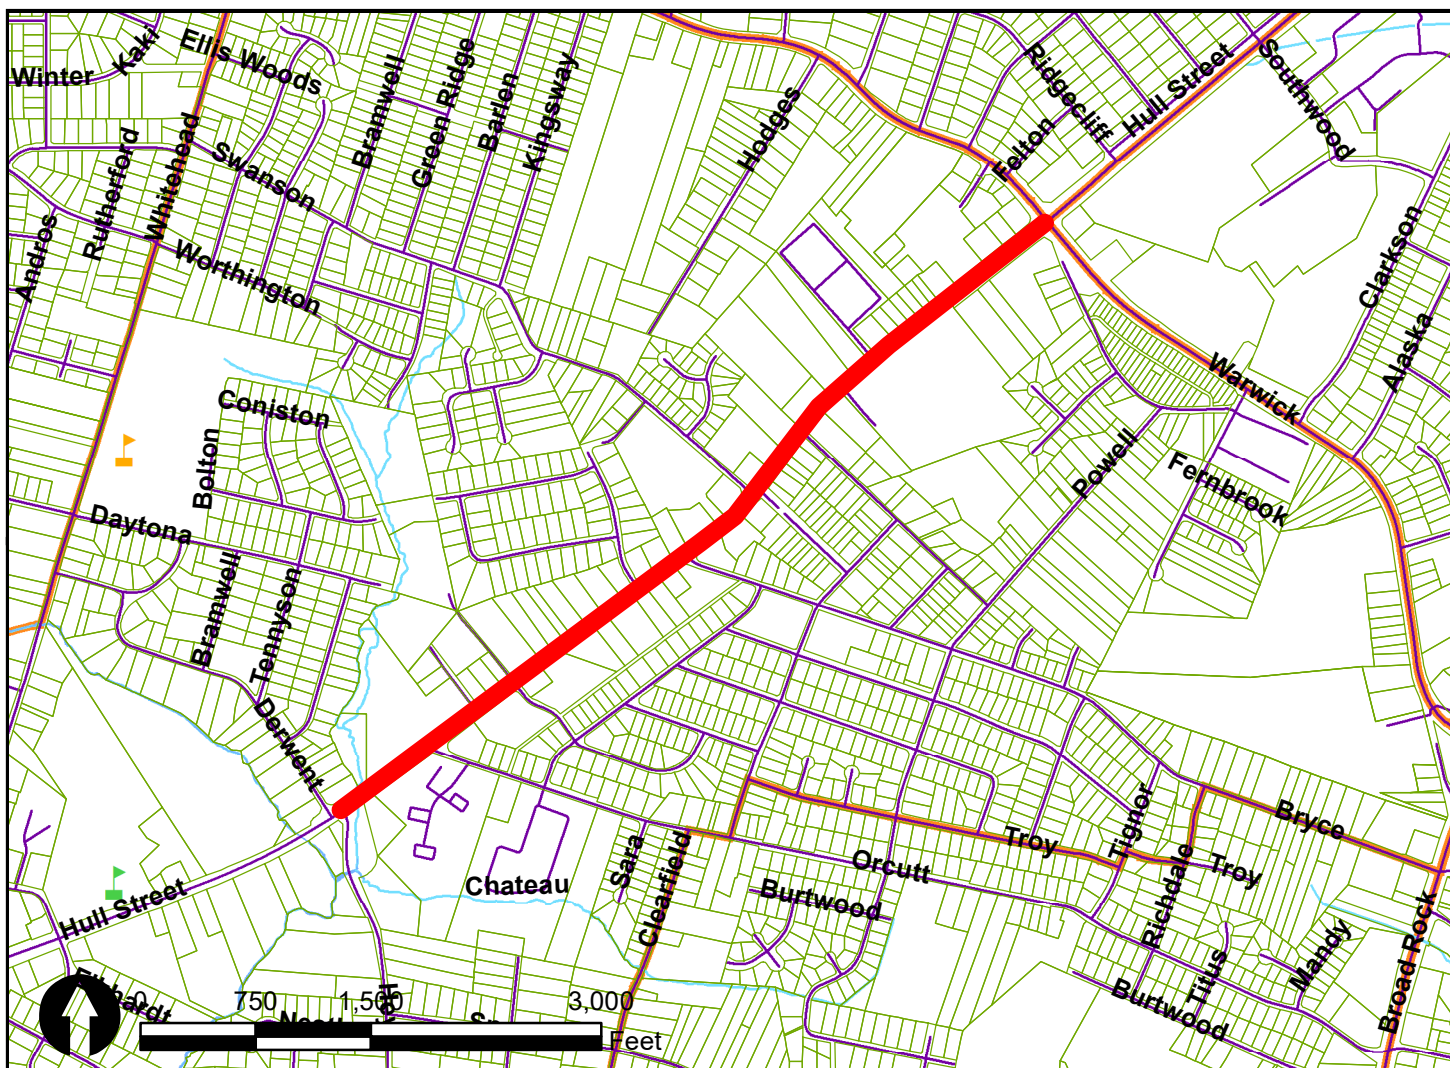 Kaki
Ellis Woods
Winter
Bramwell
Green Ridge
Barlen
Kingsway
Hodges
Ridgecliff
Hull Street
Southwood
Felton
Rutherford
Whitehead
Swanson
Andros
Worthington
Clarkson
Alaska
Warwick
Coniston
Bolton
Powell
Fernbrook
Daytona
Bramwell
Tennyson
Derwent
Tignor
Bryce
Troy
Troy
Sara
Clearfield
Orcutt
Chateau
Burtwood
Richdale
Hull Street
Titus
Mandy
Broad Rock
Burtwood
0 750 1,500 3,000
Feet